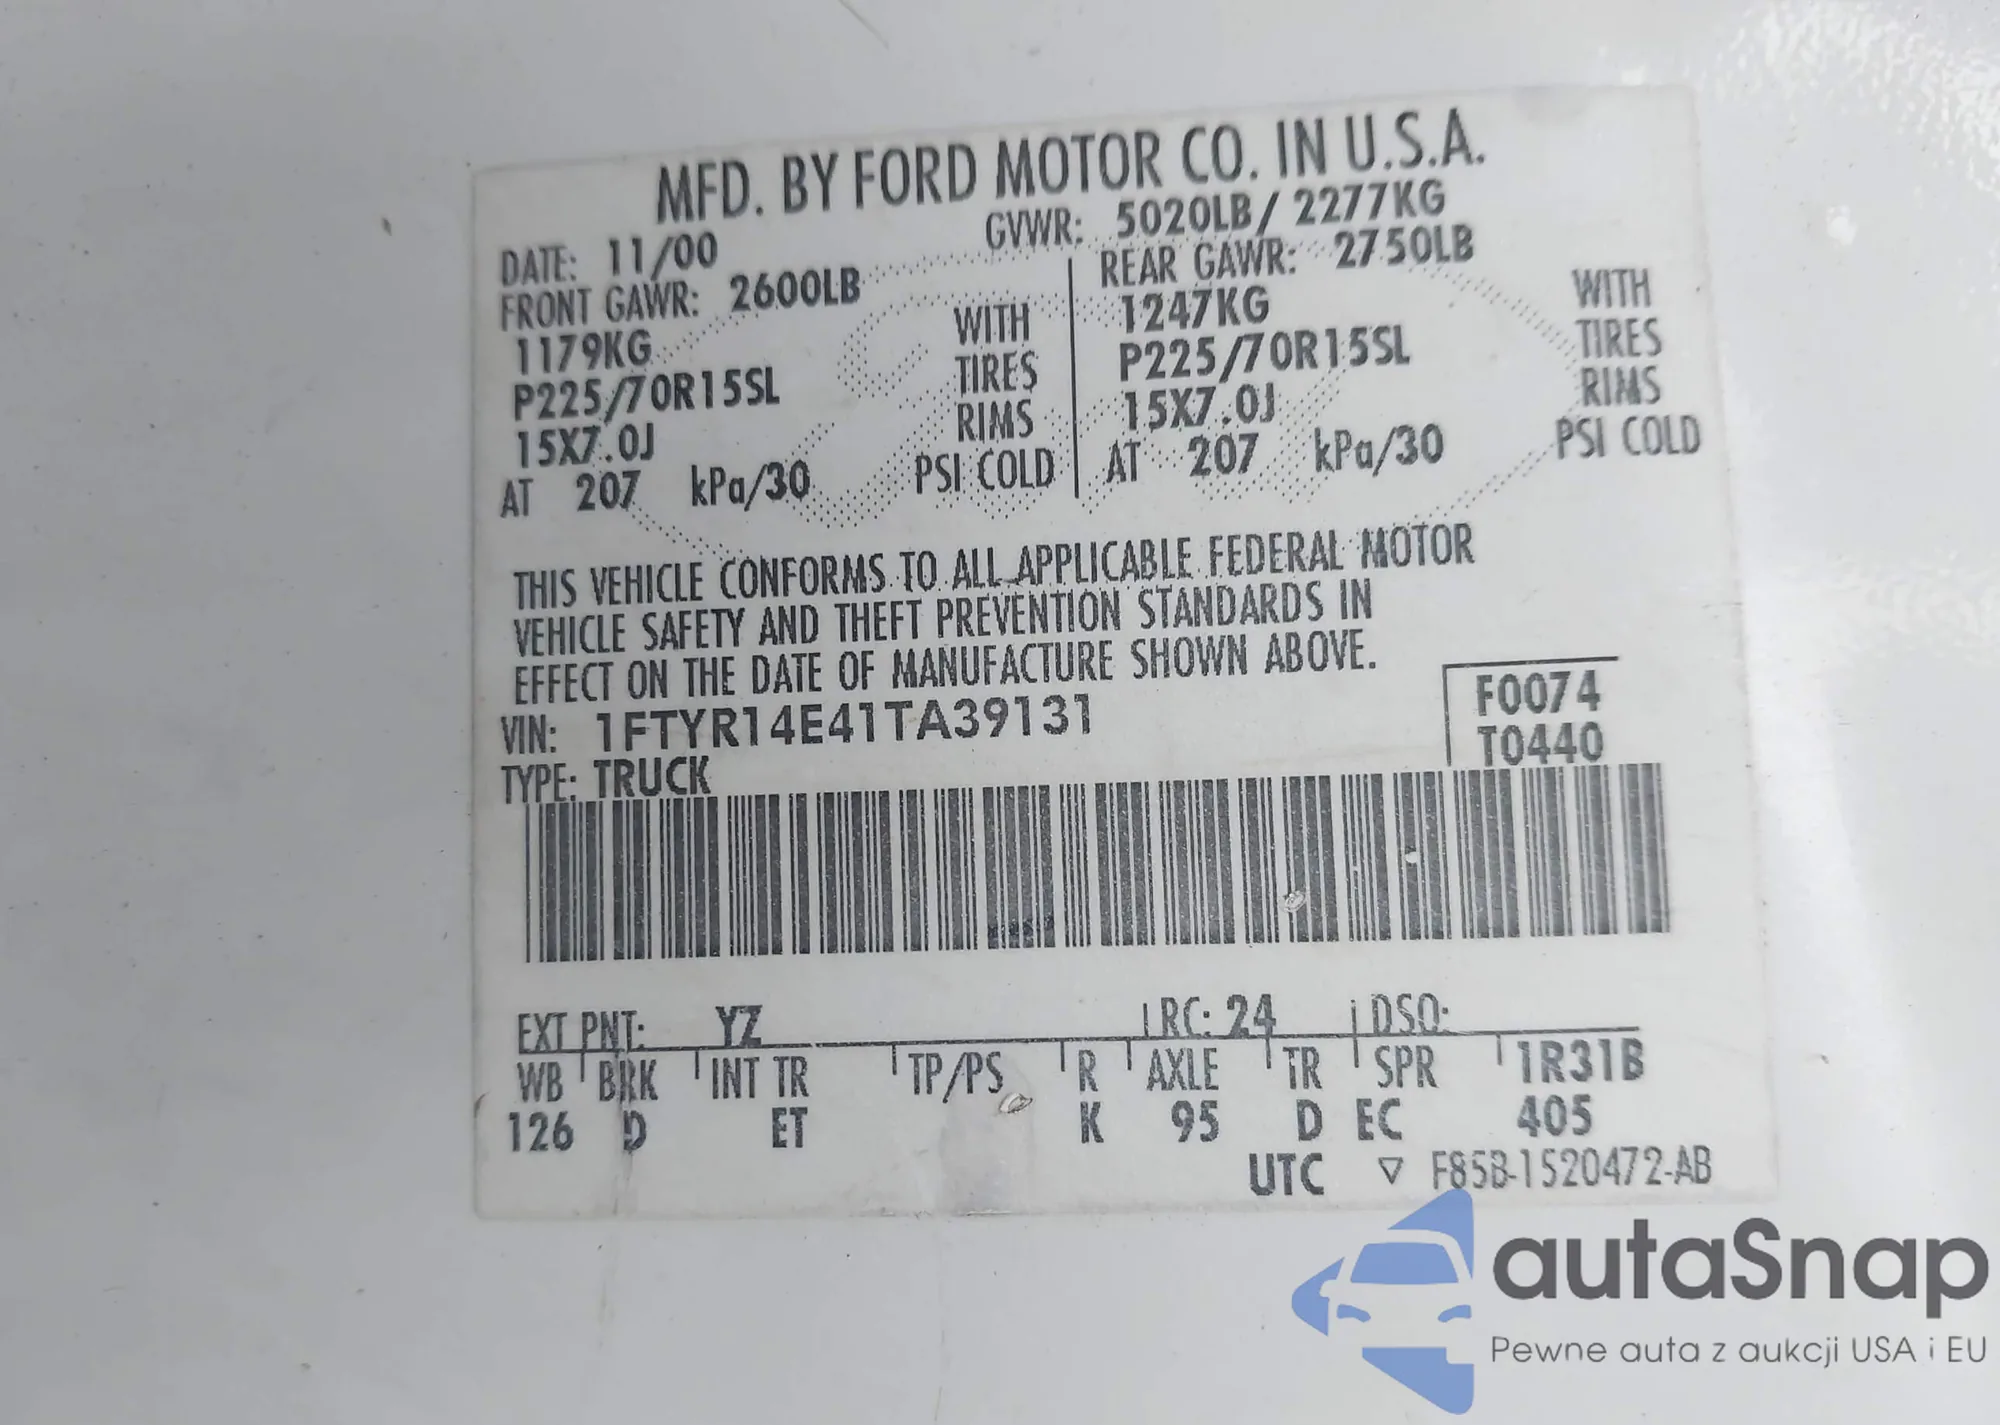 MFD. BY FORD MOTOR CO. IN U.S.A.
DATE: 11/00 GVWR: 5020LB/ 2277KG
FRONT GAWR: 2600LB REAR GAWR: 2750LB
1179KG WITH 1247KG WITH
P225/70R15SL TIRES P225/70R15SL TIRES
15X7.0J RIMS 15X7.0J RIMS
AT 207 kPa/30 PSI COLD AT 207 kPa/30 PSI COLD
THIS VEHICLE CONFORMS TO ALL APPLICABLE FEDERAL MOTOR
VEHICLE SAFETY AND THEFT PREVENTION STANDARDS IN
EFFECT ON THE DATE OF MANUFACTURE SHOWN ABOVE.
VIN: 1FTYR14E41TA39131 F0074
TYPE: TRUCK T0440
EXT PNT: YZ RC: 24 DSO:
WB BRK INT TR TP/PS R AXLE TR SPR 1R31B
126 D ET K 95 D EC 405
UTC ▽ F85B-1520472-AB
autaSnap
Pewne auta z aukcji USA i EU